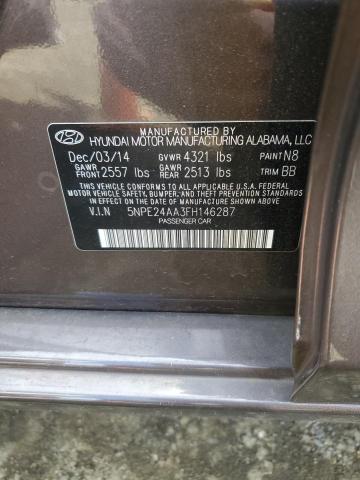 MANUFACTURED BY
HYUNDAI MOTOR MANUFACTURING ALABAMA, LLC
Dec/03/14 GVWR 4321 lbs PAINT N8
GAWR FRONT 2557 lbs GAWR REAR 2513 lbs TRIM BB
THIS VEHICLE CONFORMS TO ALL APPLICABLE U.S. FEDERAL
MOTOR VEHICLE SAFETY, BUMPER, AND THEFT PREVENTION
STANDARDS IN EFFECT ON THE DATE OF MANUFACTURE SHOWN ABOVE.
V.I.N 5NPE24AA3FH146287
PASSENGER CAR